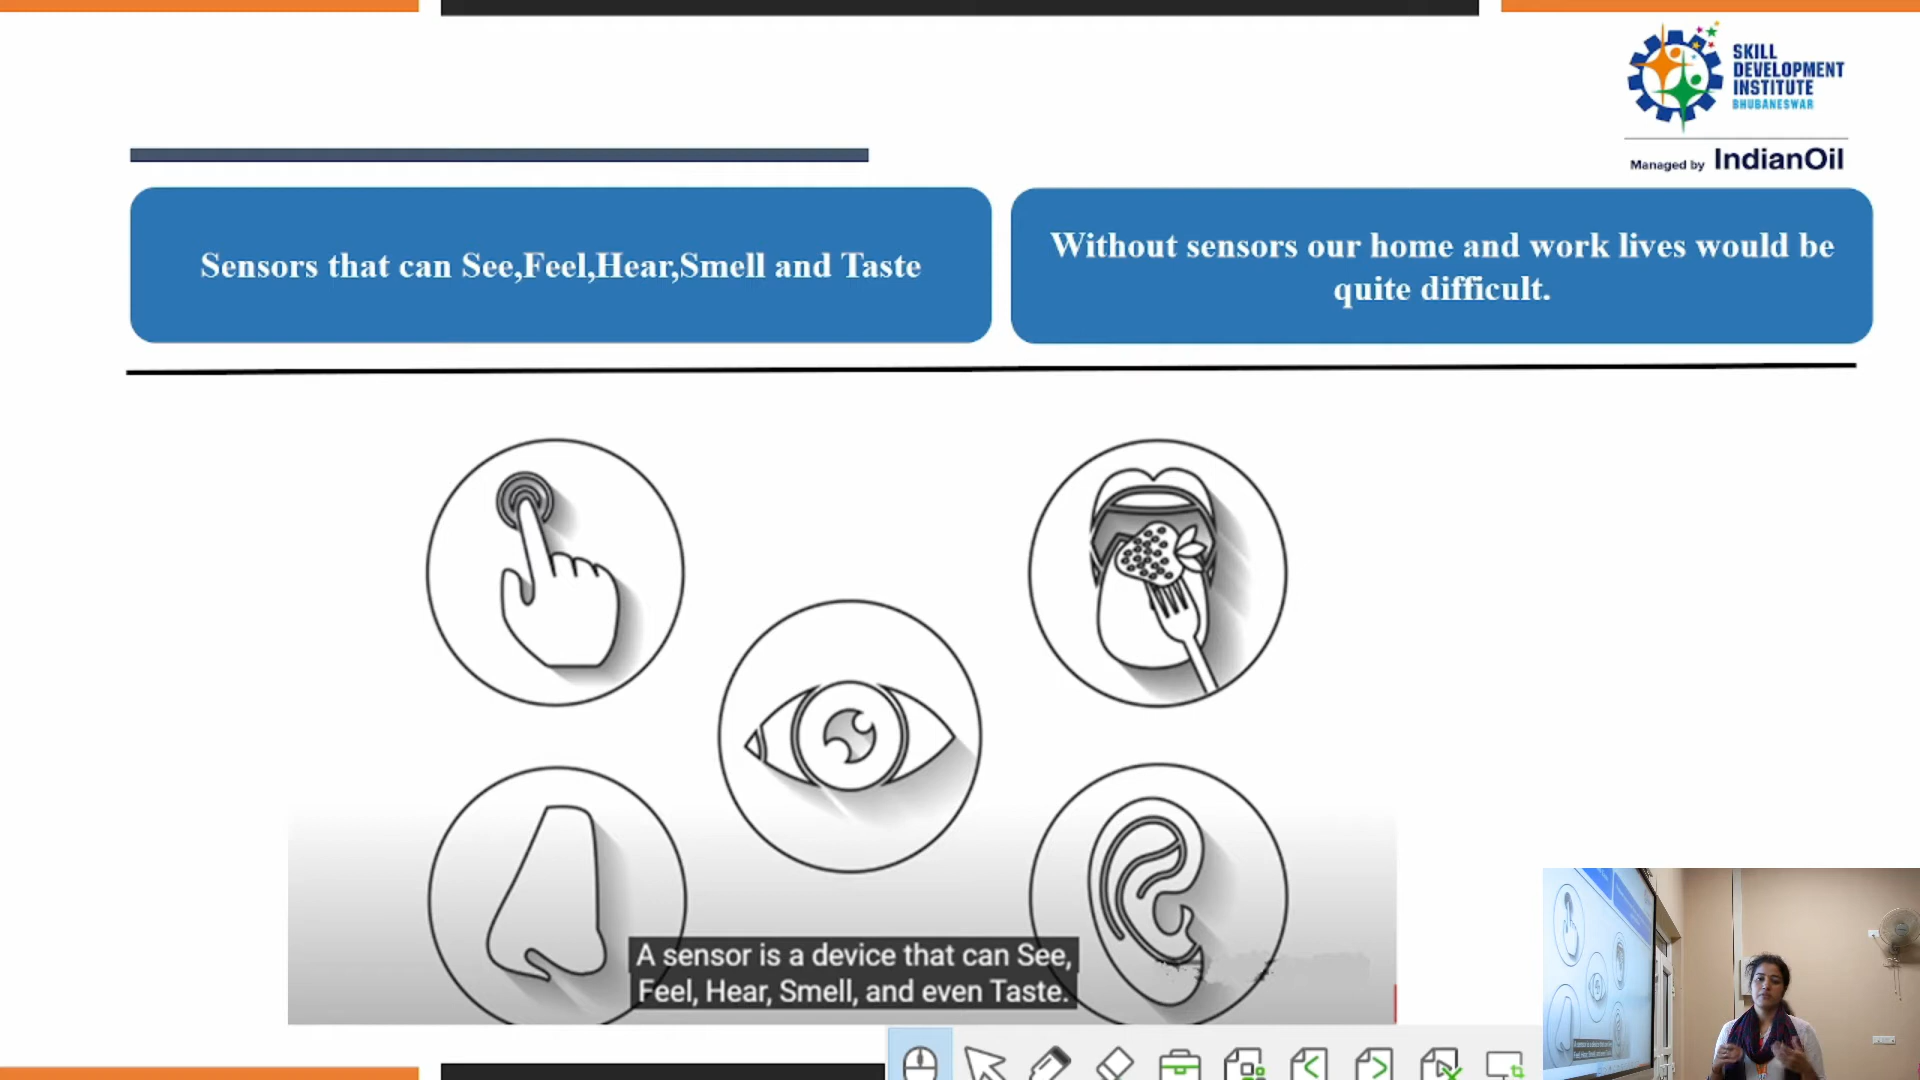 SKILL
DEVELOPMENT
INSTITUTE
BHUBANESWAR
Managed by IndianOil
Sensors that can See,Feel,Hear,Smell and Taste
Without sensors our home and work lives would be
quite difficult.
A sensor is a device that can See,
Feel, Hear, Smell, and even Taste.